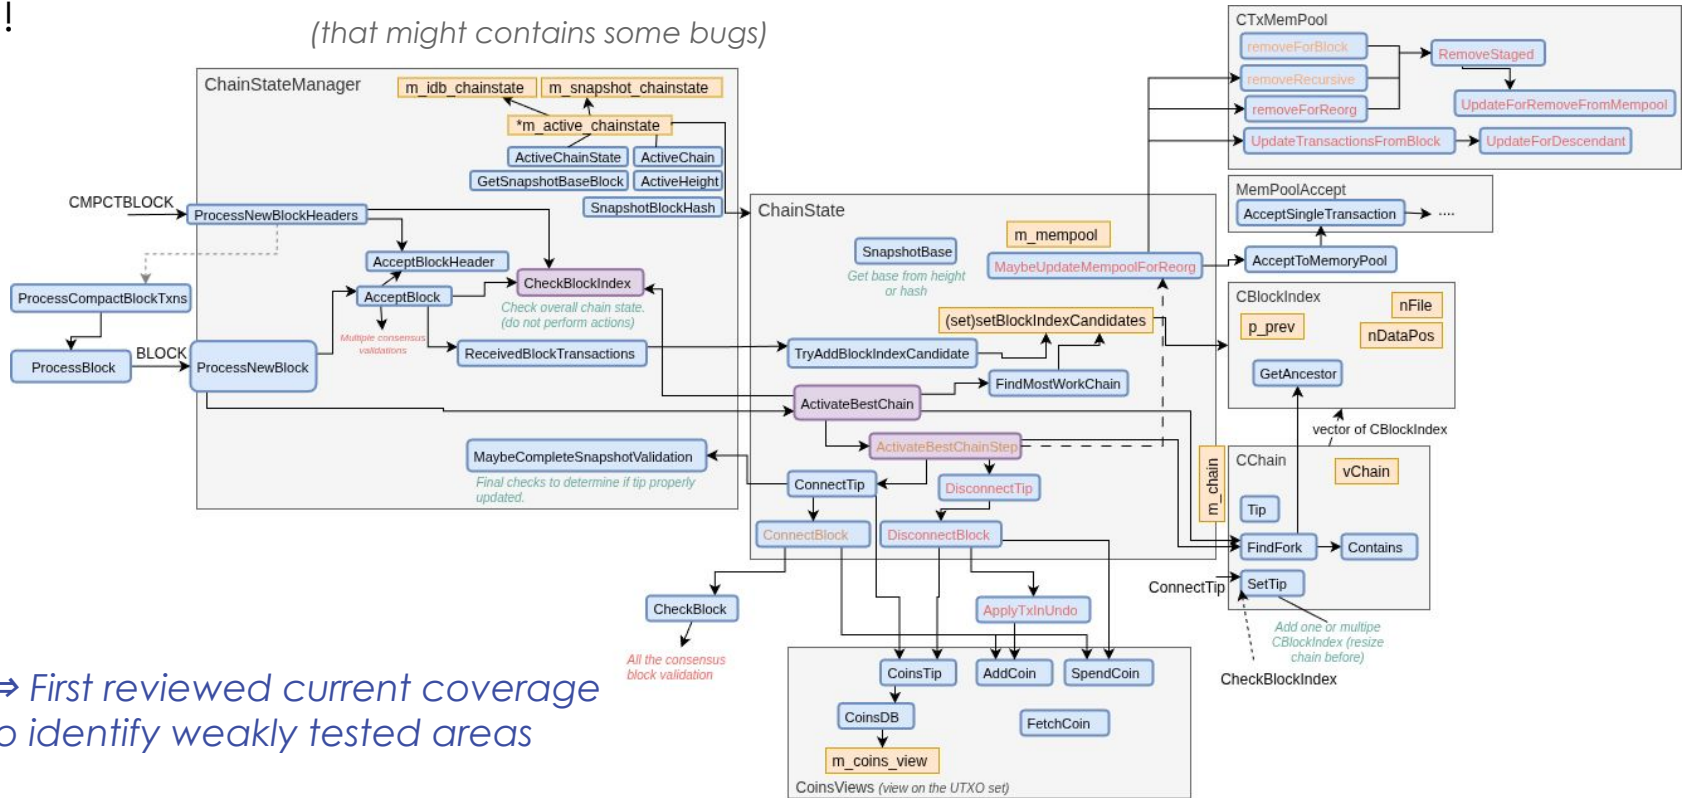 !
(that might contains some bugs)
ChainStateManager
m_idb_chainstate
m_snapshot_chainstate
*m_active_chainstate
ActiveChainState
ActiveChain
GetSnapshotBaseBlock
ActiveHeight
SnapshotBlockHash
CMPCTBLOCK
ProcessNewBlockHeaders
AcceptBlockHeader
CheckBlockIndex
Check overall chain state.
(do not perform actions)
AcceptBlock
Multiple consensus
validations
ReceivedBlockTransactions
ProcessCompactBlockTxns
ProcessBlock
BLOCK
ProcessNewBlock
MaybeCompleteSnapshotValidation
Final checks to determine if tip properly
updated.
ChainState
SnapshotBase
Get base from height
or hash
m_mempool
MaybeUpdateMempoolForReorg
(set)setBlockIndexCandidates
TryAddBlockIndexCandidate
FindMostWorkChain
ActivateBestChain
ActivateBestChainStep
ConnectTip
DisconnectTip
ConnectBlock
DisconnectBlock
m_chain
CheckBlock
All the consensus
block validation
ApplyTxInUndo
CoinsTip
AddCoin
SpendCoin
CoinsDB
FetchCoin
m_coins_view
CoinsViews (view on the UTXO set)
CTxMemPool
removeForBlock
removeRecursive
removeForReorg
RemoveStaged
UpdateForRemoveFromMempool
UpdateTransactionsFromBlock
UpdateForDescendant
MemPoolAccept
AcceptSingleTransaction
....
AcceptToMemoryPool
CBlockIndex
nFile
p_prev
nDataPos
GetAncestor
vector of CBlockIndex
CChain
vChain
Tip
FindFork
Contains
ConnectTip
SetTip
Add one or multipe
CBlockIndex (resize
chain before)
CheckBlockIndex
⇒ First reviewed current coverage
o identify weakly tested areas